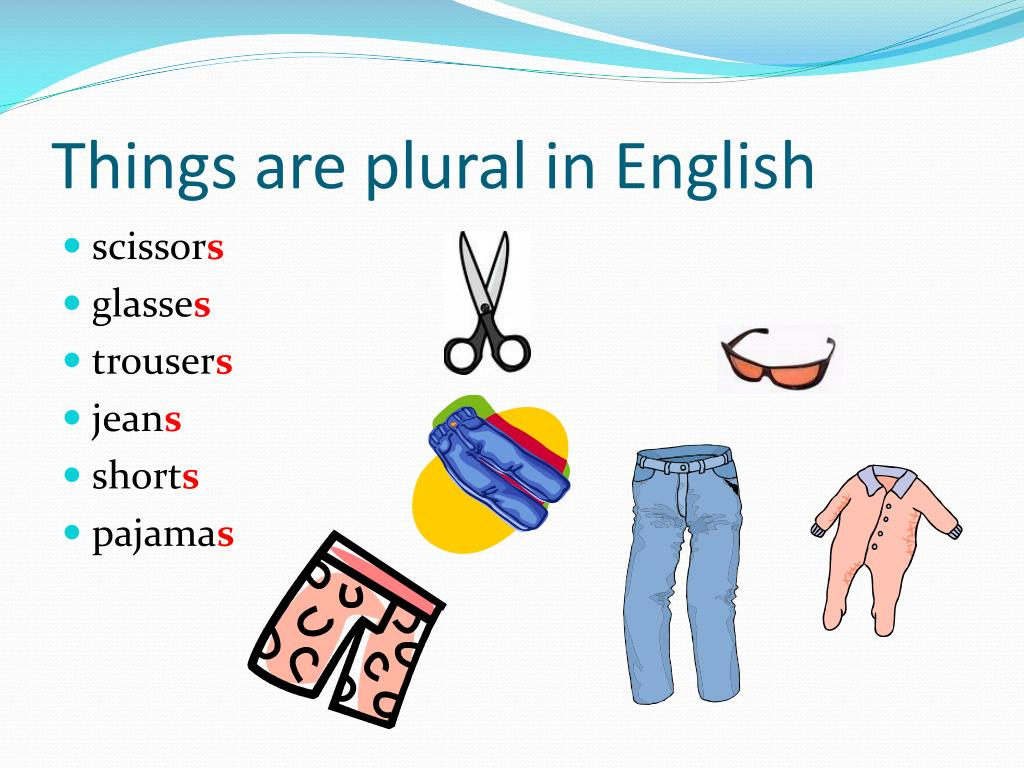 Things are plural in English
• scissors
• glasses
• trousers
• jeans
• shorts
• pajamas